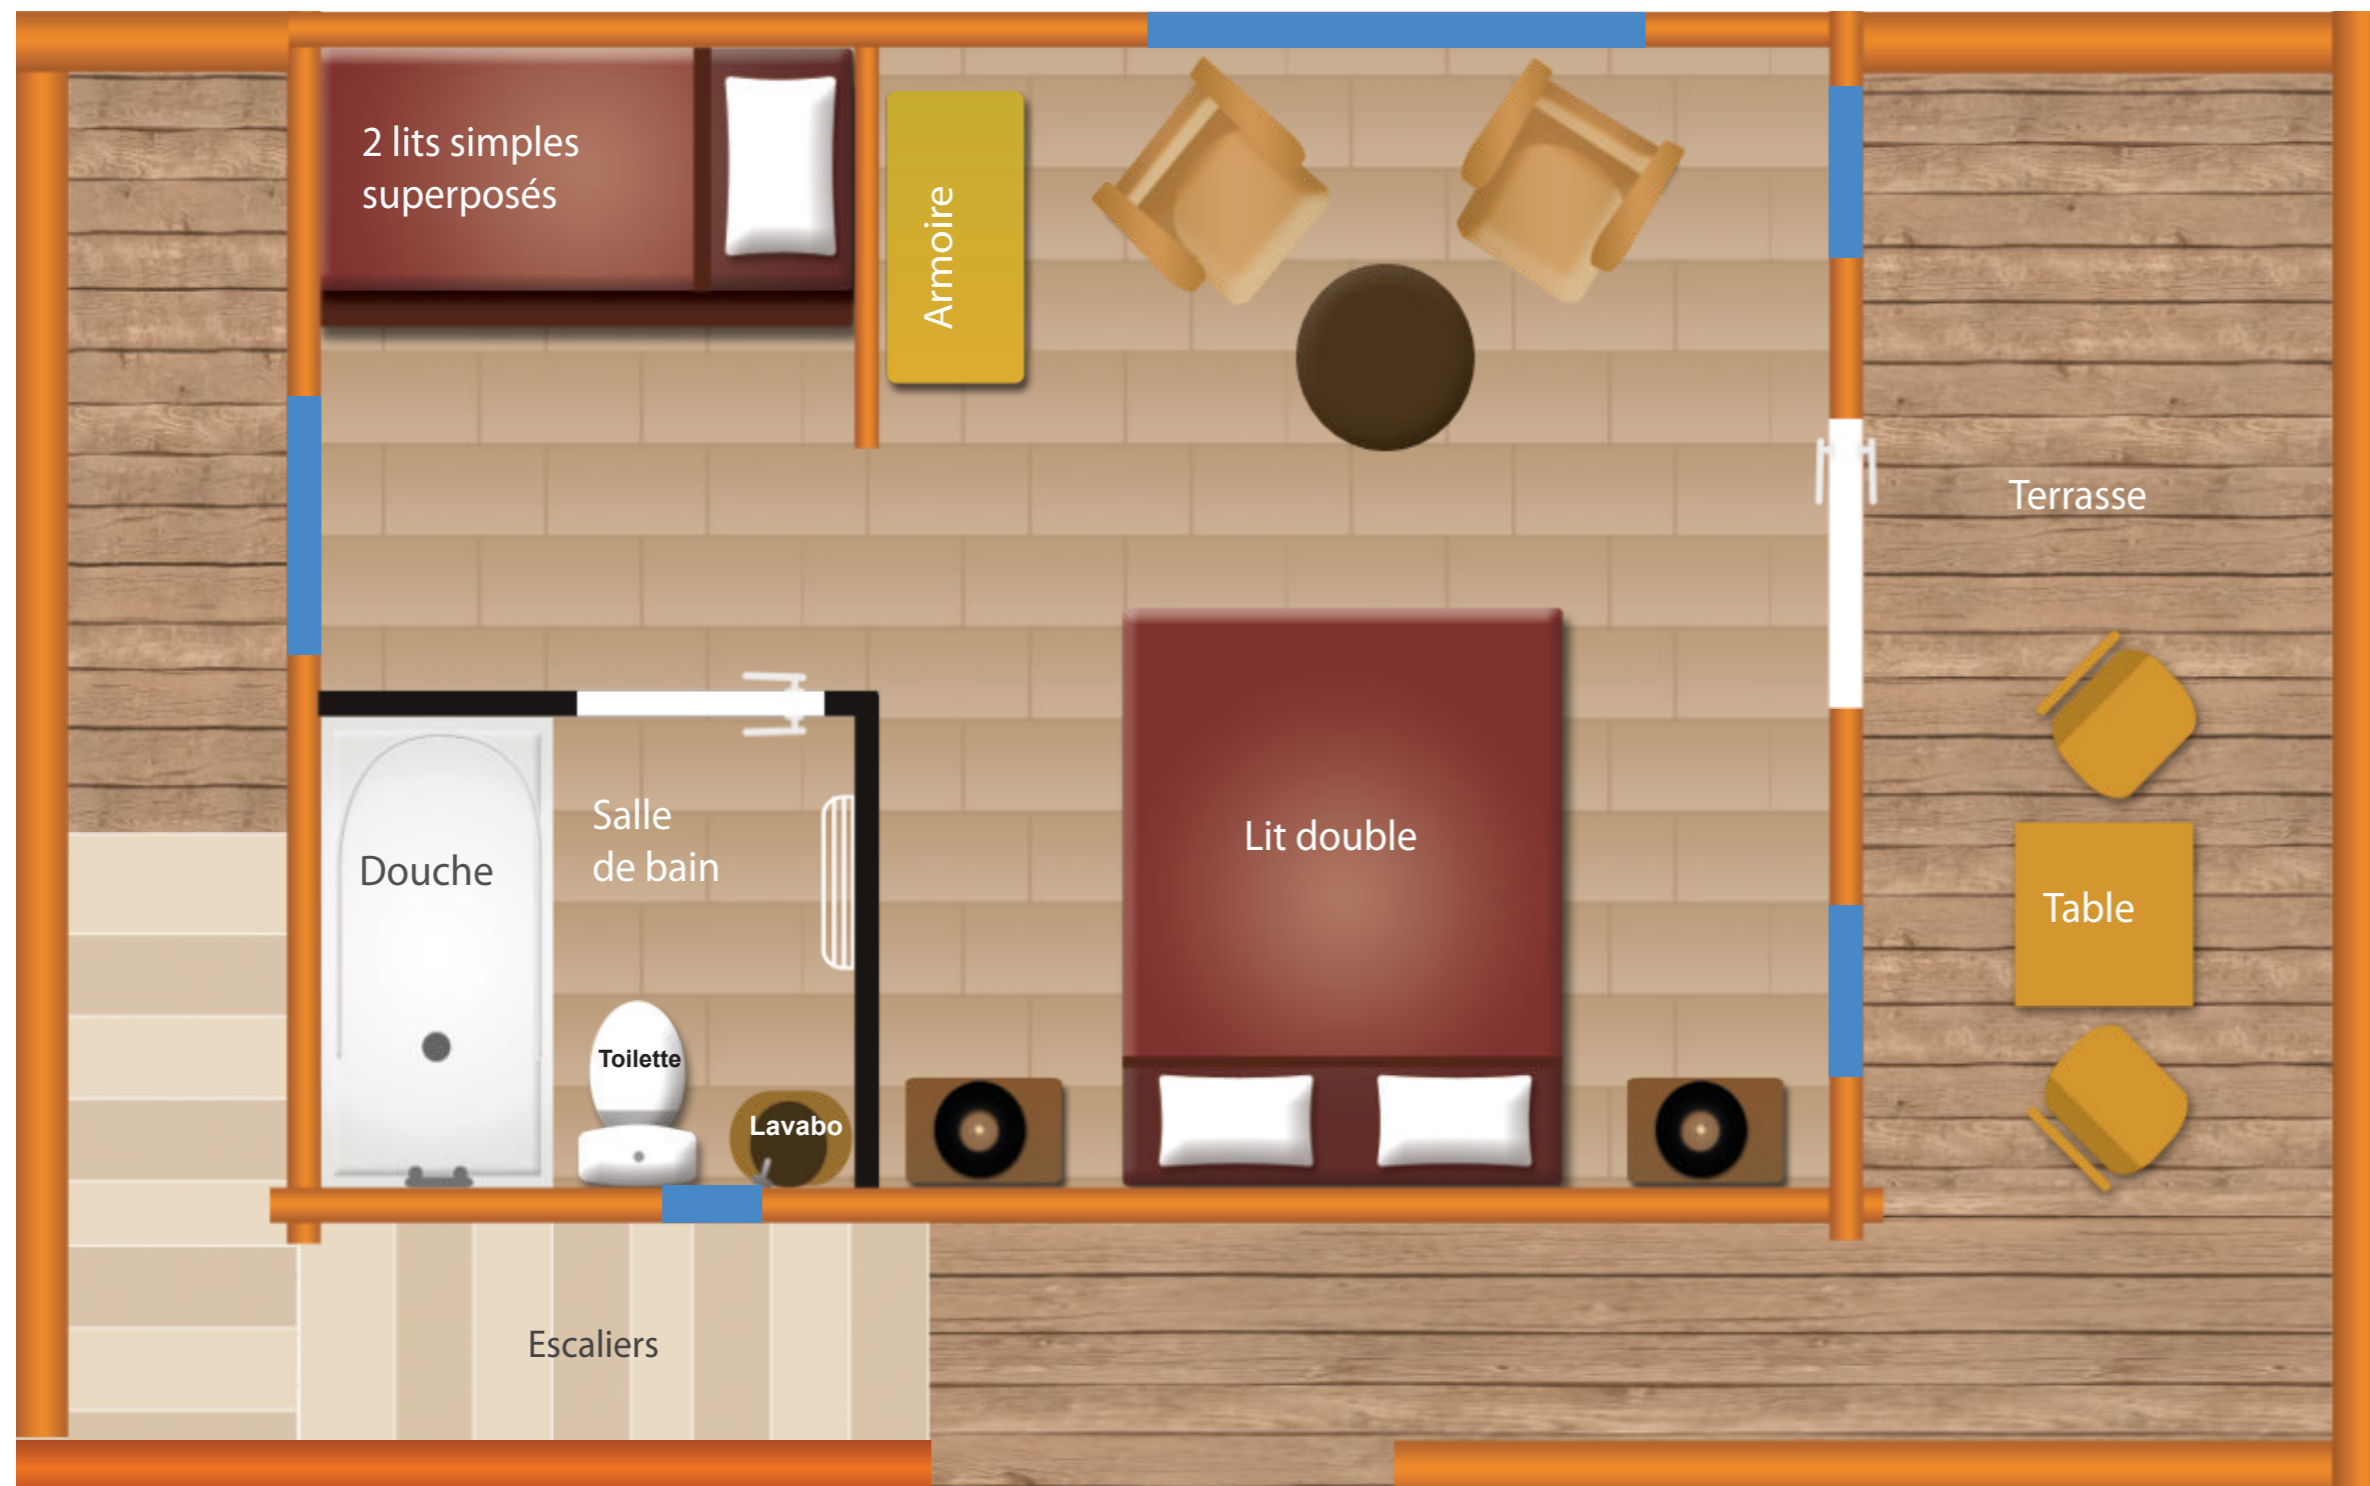 2 lits simples
superposés
Armoire
Terrasse
Salle
de bain
Douche
Lit double
Table
Toilette
Lavabo
Escaliers